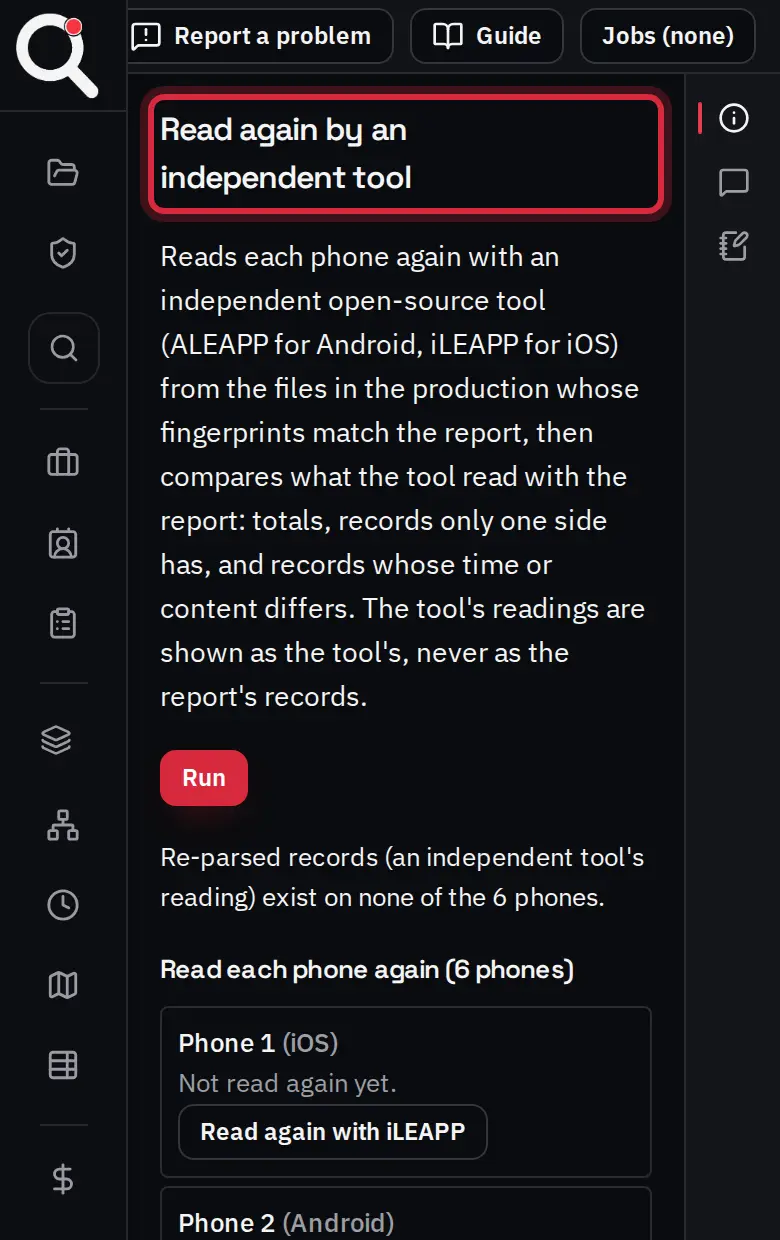 Report a problem
Guide
Jobs (none)
Read again by an
independent tool
Reads each phone again with an
independent open-source tool
(ALEAPP for Android, iLEAPP for iOS)
from the files in the production whose
fingerprints match the report, then
compares what the tool read with the
report: totals, records only one side
has, and records whose time or
content differs. The tool's readings are
shown as the tool's, never as the
report's records.
Run
Re-parsed records (an independent tool's
reading) exist on none of the 6 phones.
Read each phone again (6 phones)
Phone 1 (iOS)
Not read again yet.
Read again with iLEAPP
Phone 2 (Android)